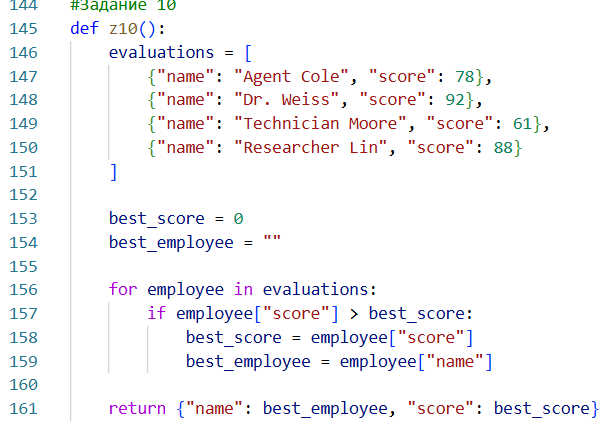 144 #Задание 10
145 def z10():
146     evaluations = [
147         {"name": "Agent Cole", "score": 78},
148         {"name": "Dr. Weiss", "score": 92},
149         {"name": "Technician Moore", "score": 61},
150         {"name": "Researcher Lin", "score": 88}
151     ]
152
153     best_score = 0
154     best_employee = ""
155
156     for employee in evaluations:
157         if employee["score"] > best_score:
158             best_score = employee["score"]
159             best_employee = employee["name"]
160
161     return {"name": best_employee, "score": best_score}